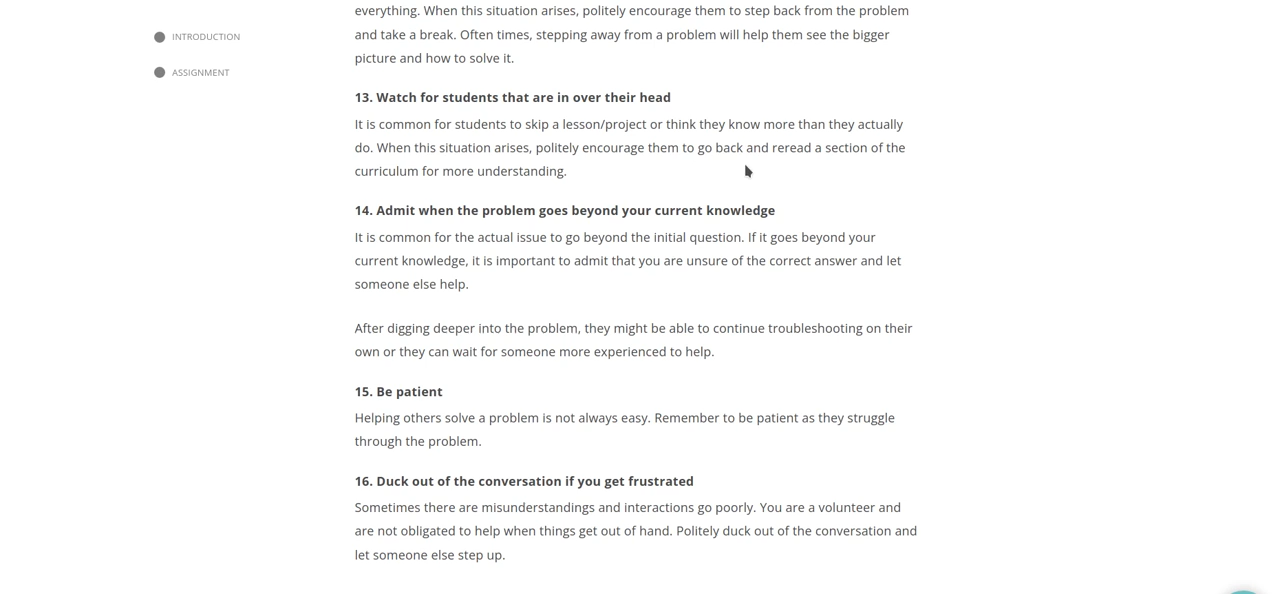 INTRODUCTION
ASSIGNMENT
everything. When this situation arises, politely encourage them to step back from the problem
and take a break. Often times, stepping away from a problem will help them see the bigger
picture and how to solve it.
13. Watch for students that are in over their head
It is common for students to skip a lesson/project or think they know more than they actually
do. When this situation arises, politely encourage them to go back and reread a section of the
curriculum for more understanding.
14. Admit when the problem goes beyond your current knowledge
It is common for the actual issue to go beyond the initial question. If it goes beyond your
current knowledge, it is important to admit that you are unsure of the correct answer and let
someone else help.
After digging deeper into the problem, they might be able to continue troubleshooting on their
own or they can wait for someone more experienced to help.
15. Be patient
Helping others solve a problem is not always easy. Remember to be patient as they struggle
through the problem.
16. Duck out of the conversation if you get frustrated
Sometimes there are misunderstandings and interactions go poorly. You are a volunteer and
are not obligated to help when things get out of hand. Politely duck out of the conversation and
let someone else step up.